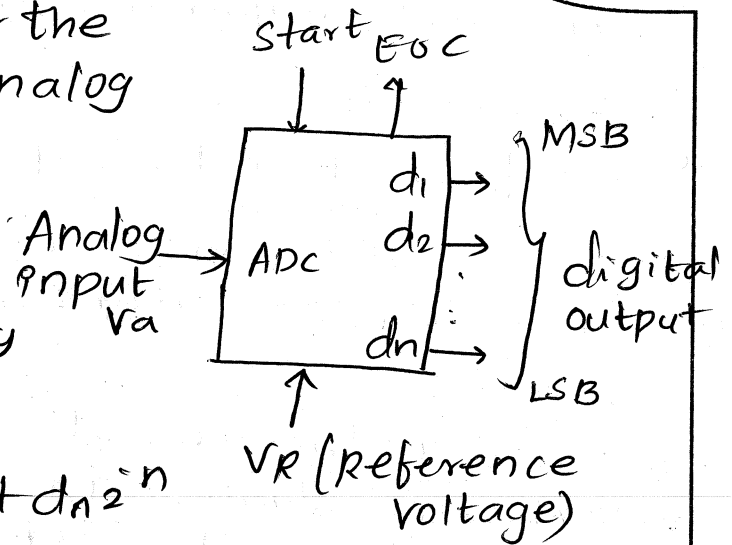 the
nalog
Start EOC
MSB
d1
Analog
input
Va
ADC
d2
digital
output
y
:
dn
LSB
VR (Reference
voltage)
+dn2^-n